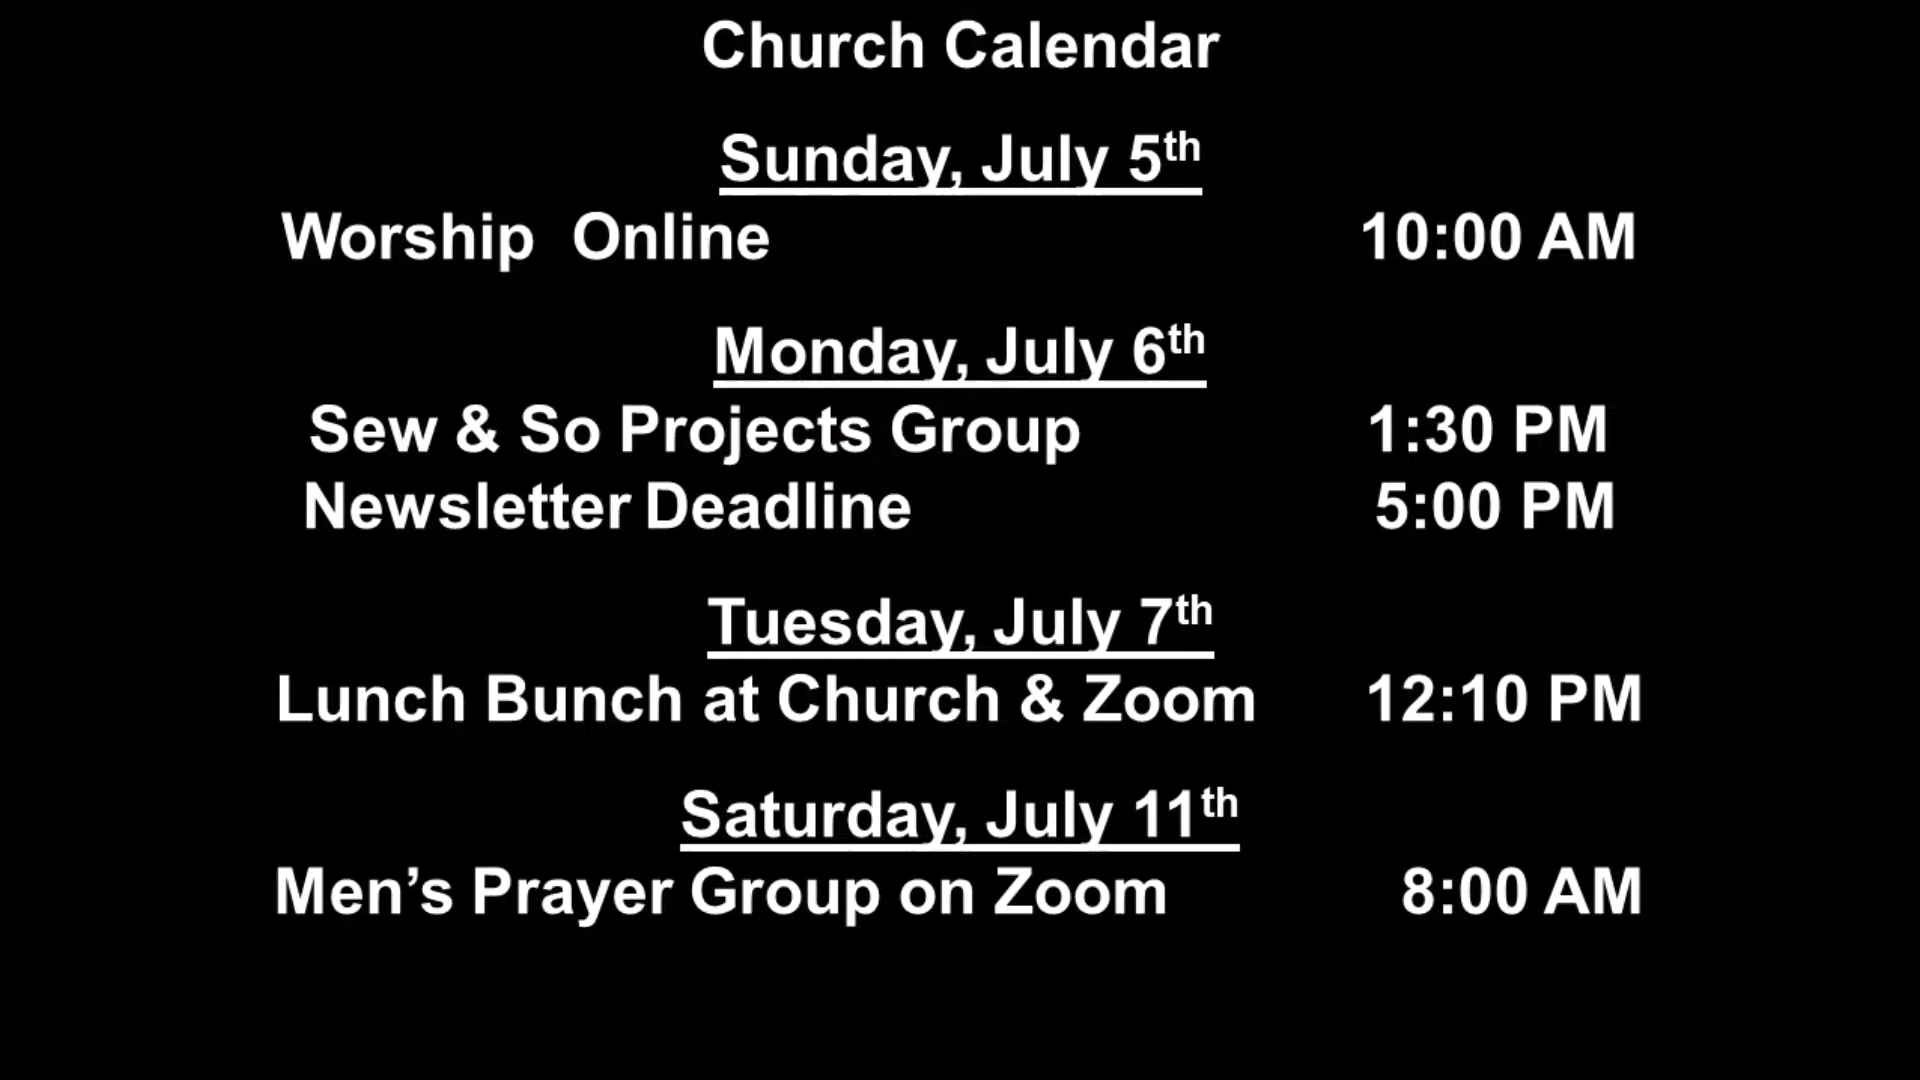 Church Calendar
Sunday, July 5th
Worship Online 10:00 AM
Monday, July 6th
Sew & So Projects Group 1:30 PM
Newsletter Deadline 5:00 PM
Tuesday, July 7th
Lunch Bunch at Church & Zoom 12:10 PM
Saturday, July 11th
Men’s Prayer Group on Zoom 8:00 AM